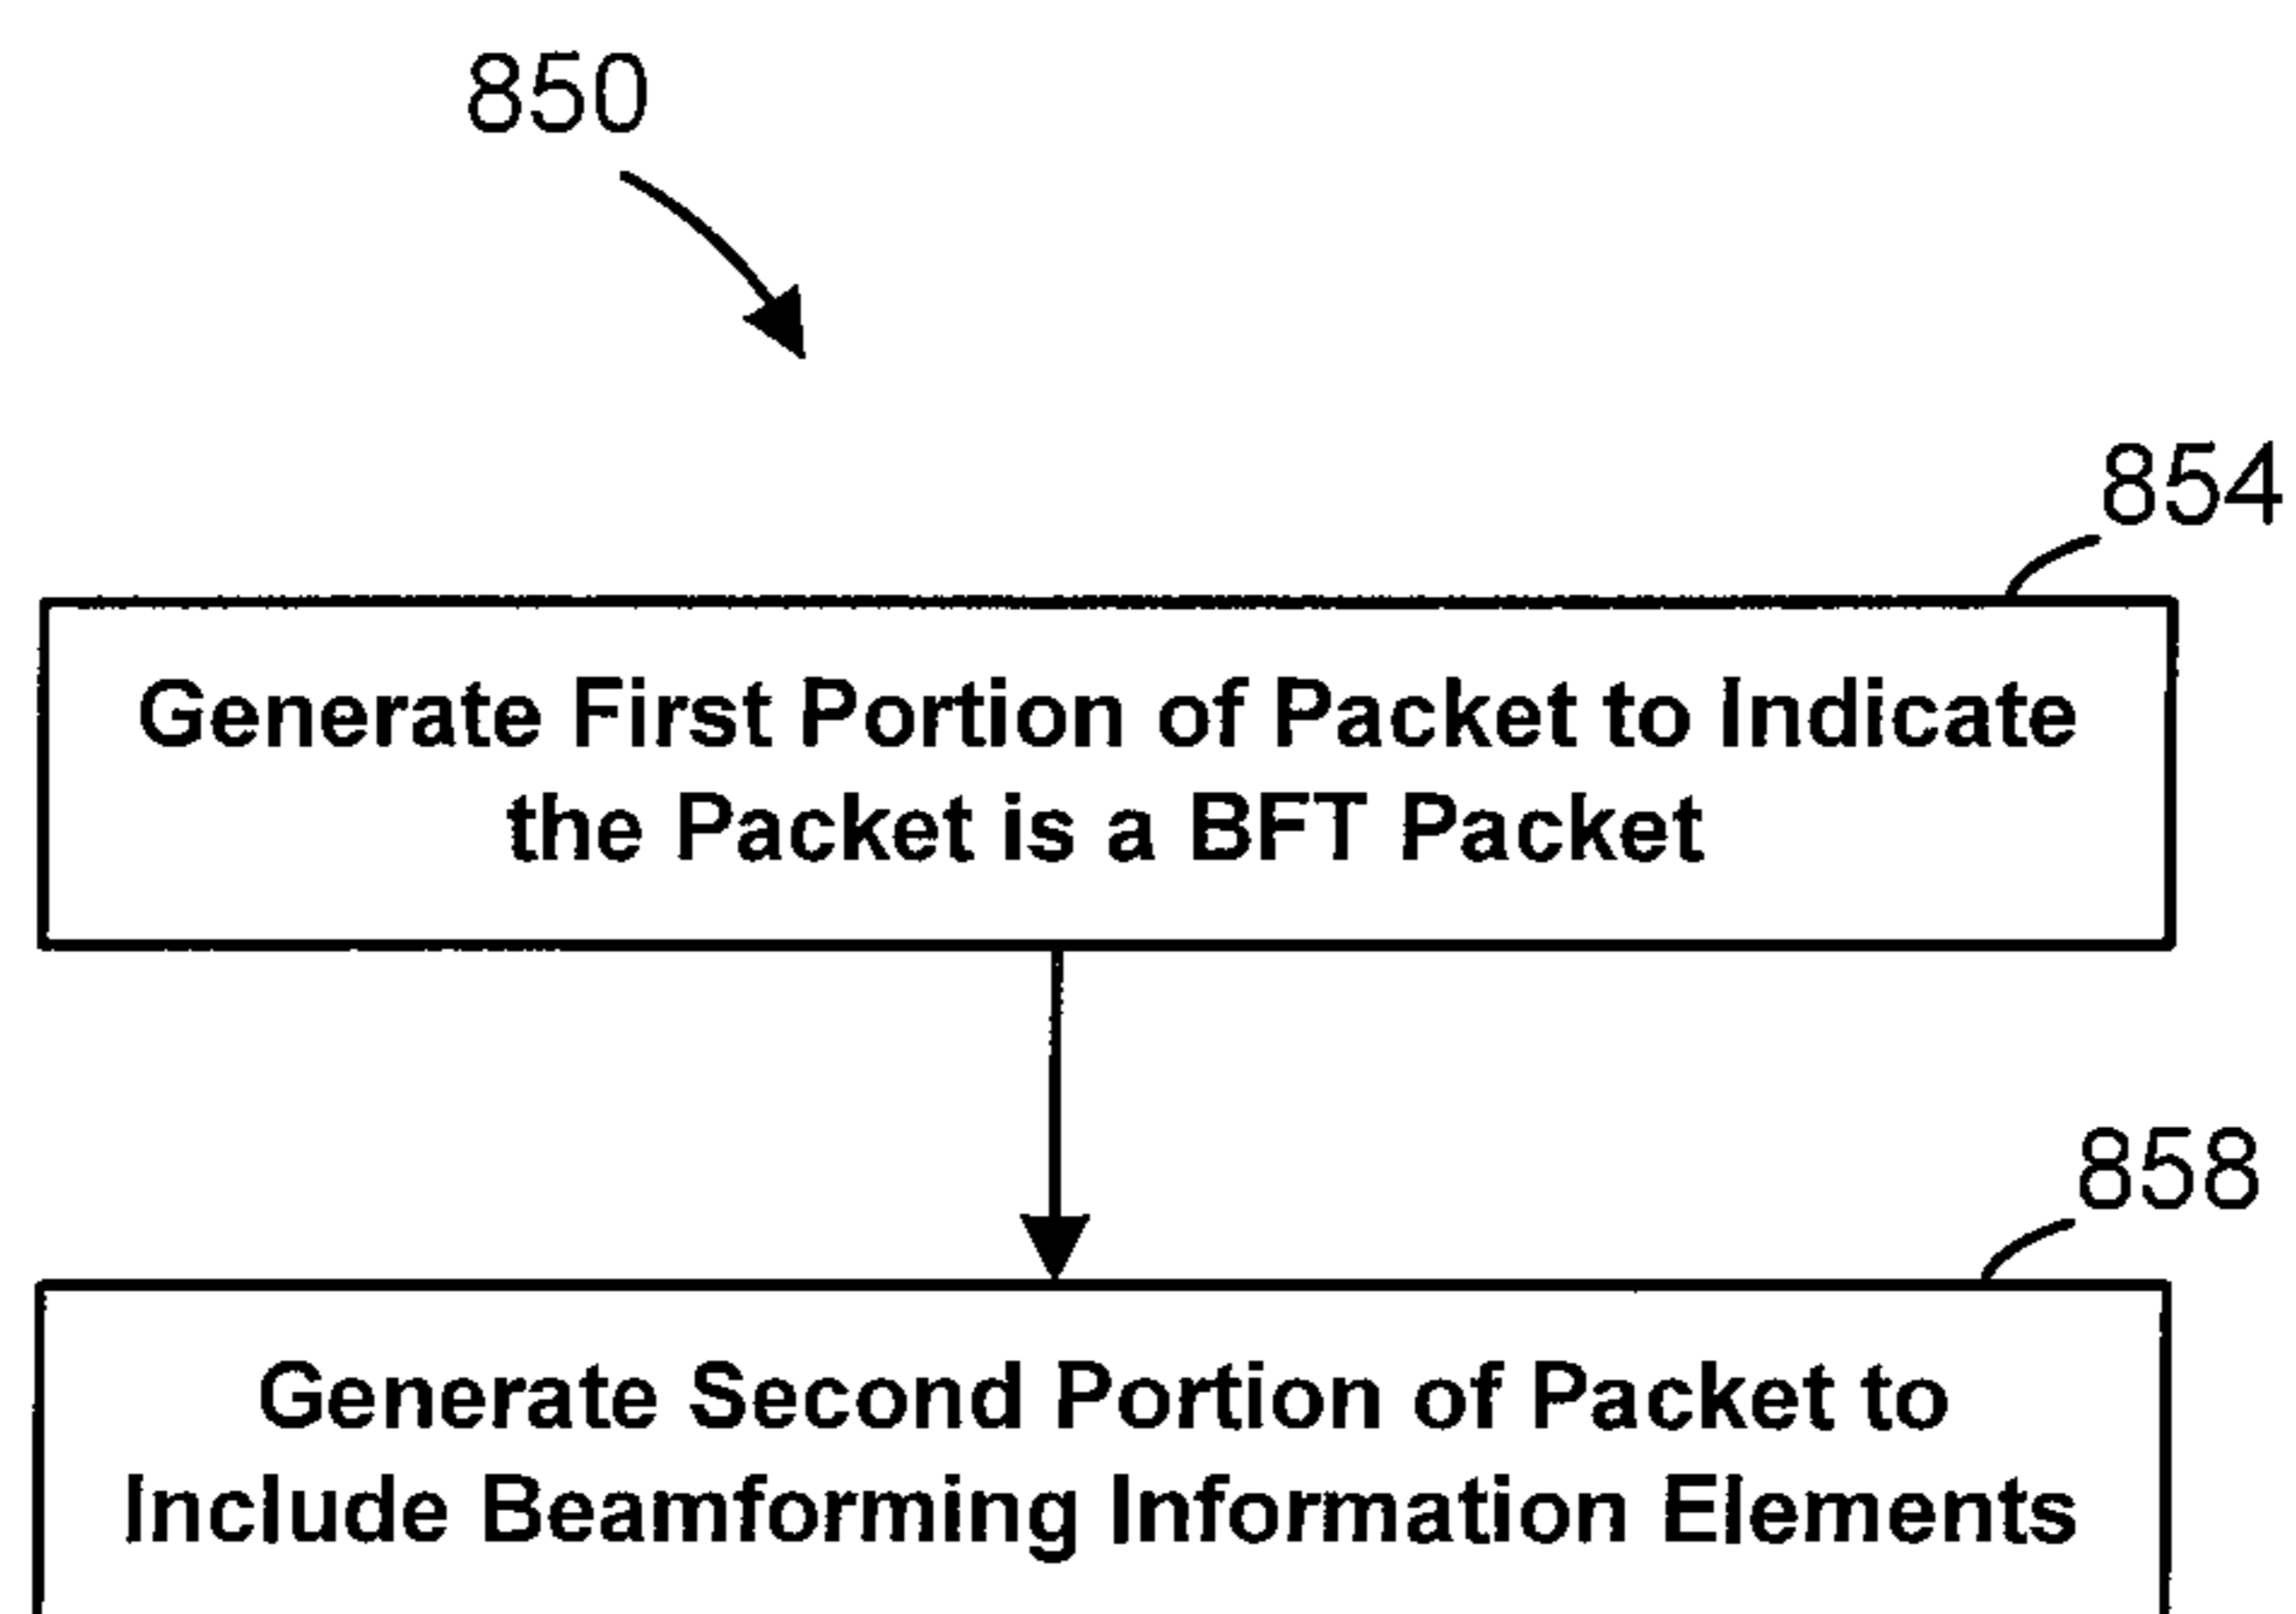 850
854
Generate First Portion of Packet to Indicate
the Packet is a BFT Packet
858
Generate Second Portion of Packet to
Include Beamforming Information Elements